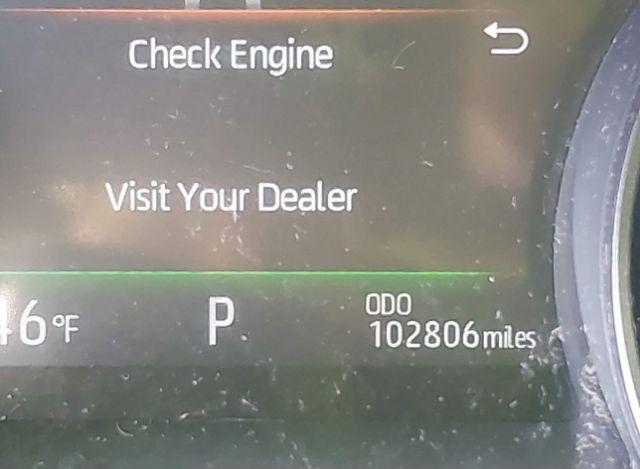 Check Engine
Visit Your Dealer
46°F
P
ODO
102806 miles